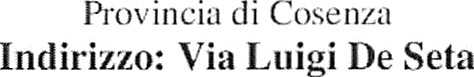 Provincia di Cosenza
Indirizzo: Via Luigi De Seta